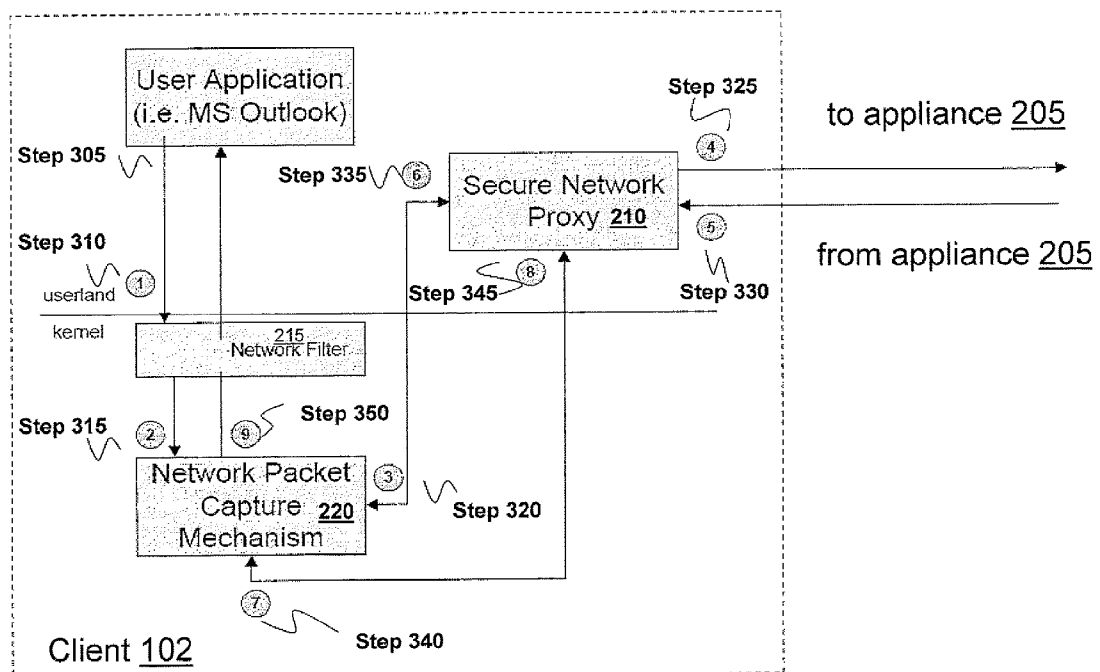 User Application
(i.e. MS Outlook)
Step 305
Step 310
1
userland
kernel
215
Network Filter
Step 315
2
9
Step 350
Network Packet
Capture 220
Mechanism
3
Step 320
7
Step 340
Step 335
6
Secure Network
Proxy 210
8
Step 345
Step 325
4
to appliance 205
5
Step 330
from appliance 205
Client 102